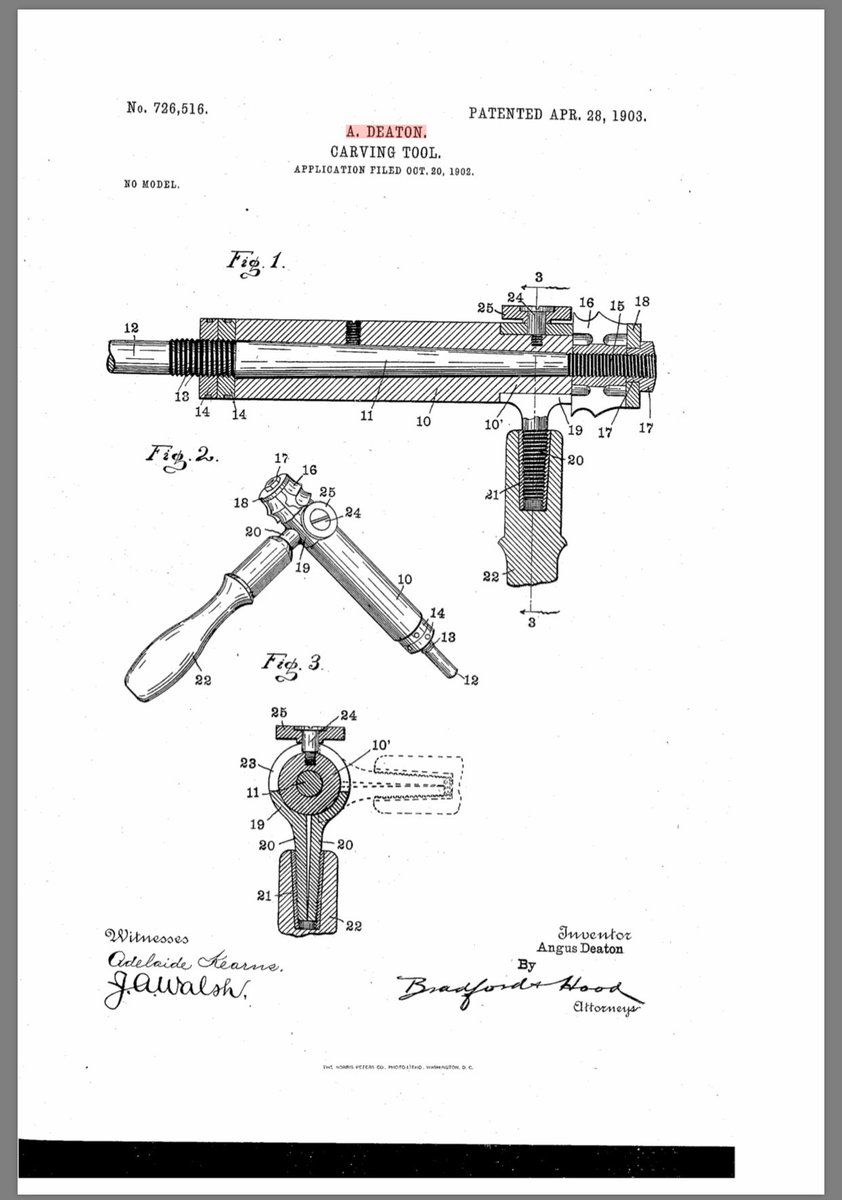 No. 726,516.
PATENTED APR. 28, 1903.
A. DEATON.
CARVING TOOL.
APPLICATION FILED OCT. 20, 1902.
NO MODEL.
Fig. 1.
3
25 24 16 15 18
12
13
14 14 11 10 10' 19 17 17
20
21
22
3
Fig. 2.
17 16
18 25
24
20
19
10
14
13
12
22
Fig. 3.
25 24
10'
23
11
19
20 20
21
22
Witnesses
Adelaide Kearns.
J.A. Walsh.
Inventor
Angus Deaton
By
Bradford & Hood
Attorneys
THE NORRIS PETERS CO., PHOTO-LITHO., WASHINGTON, D. C.